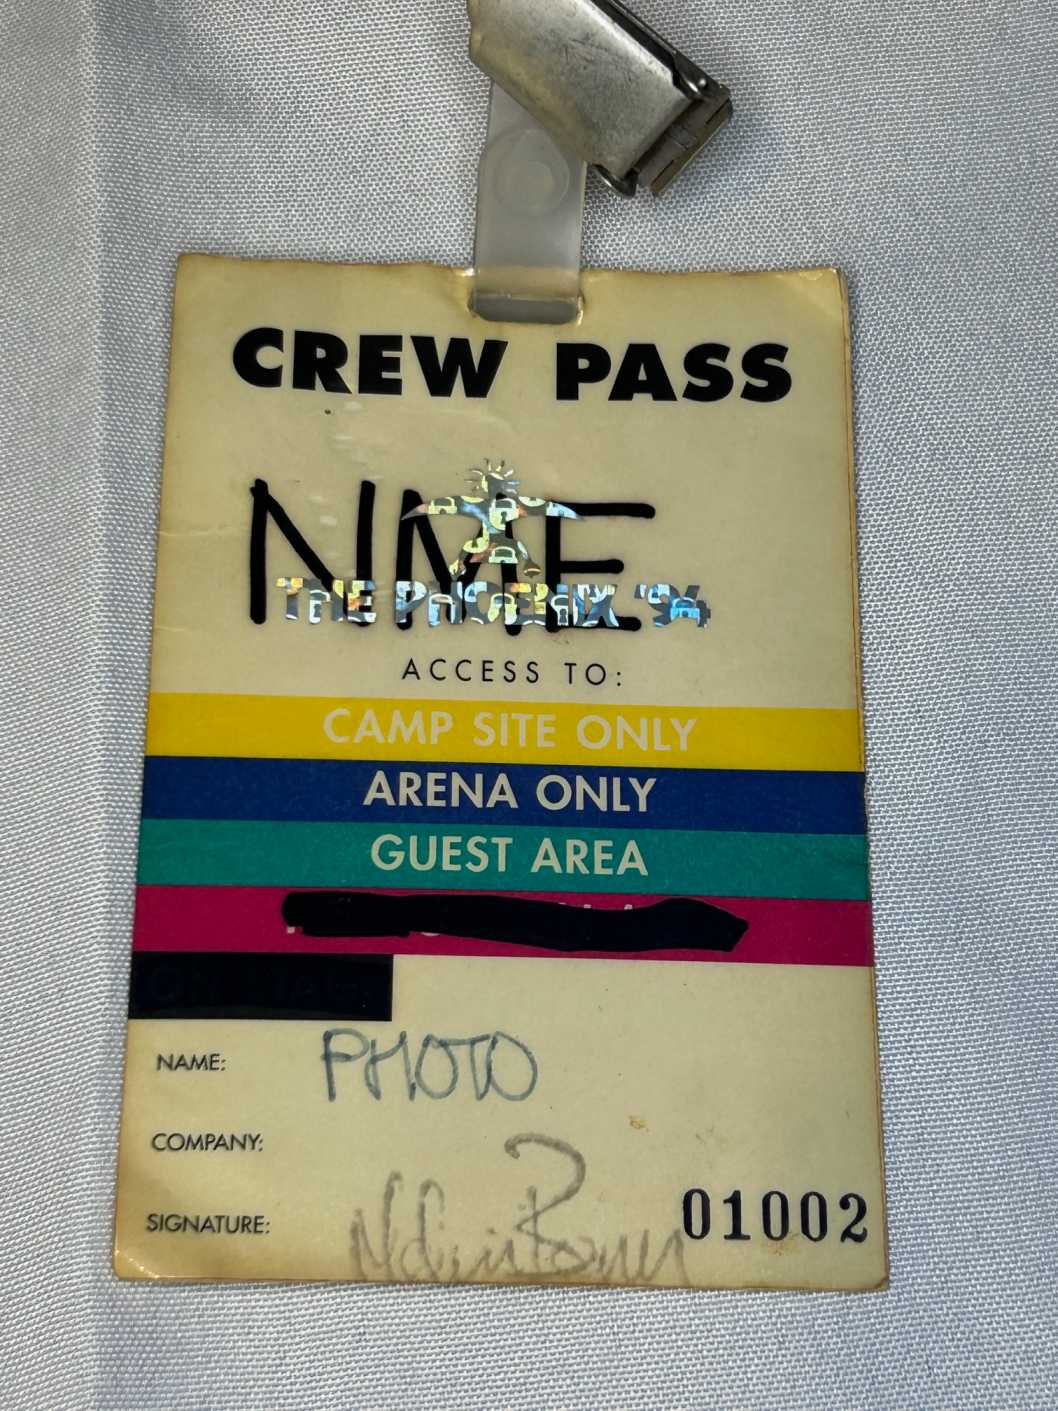 CREW PASS
NME
THE PHOENIX '94
ACCESS TO:
CAMP SITE ONLY
ARENA ONLY
GUEST AREA
NAME: PHOTO
COMPANY:
SIGNATURE:
01002